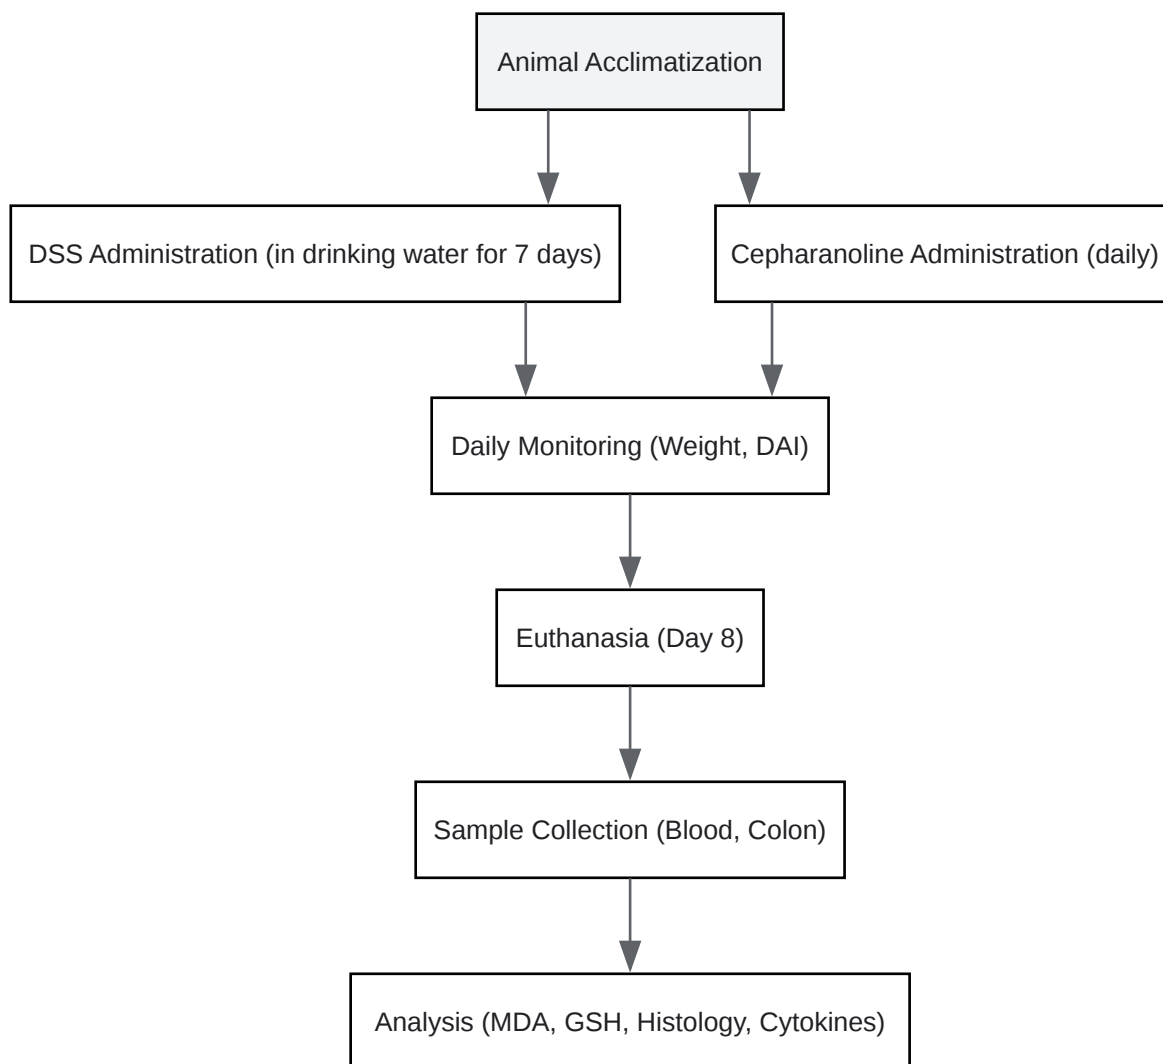 Animal Acclimatization
DSS Administration (in drinking water for 7 days)
Cepharanoline Administration (daily)
Daily Monitoring (Weight, DAI)
Euthanasia (Day 8)
Sample Collection (Blood, Colon)
Analysis (MDA, GSH, Histology, Cytokines)